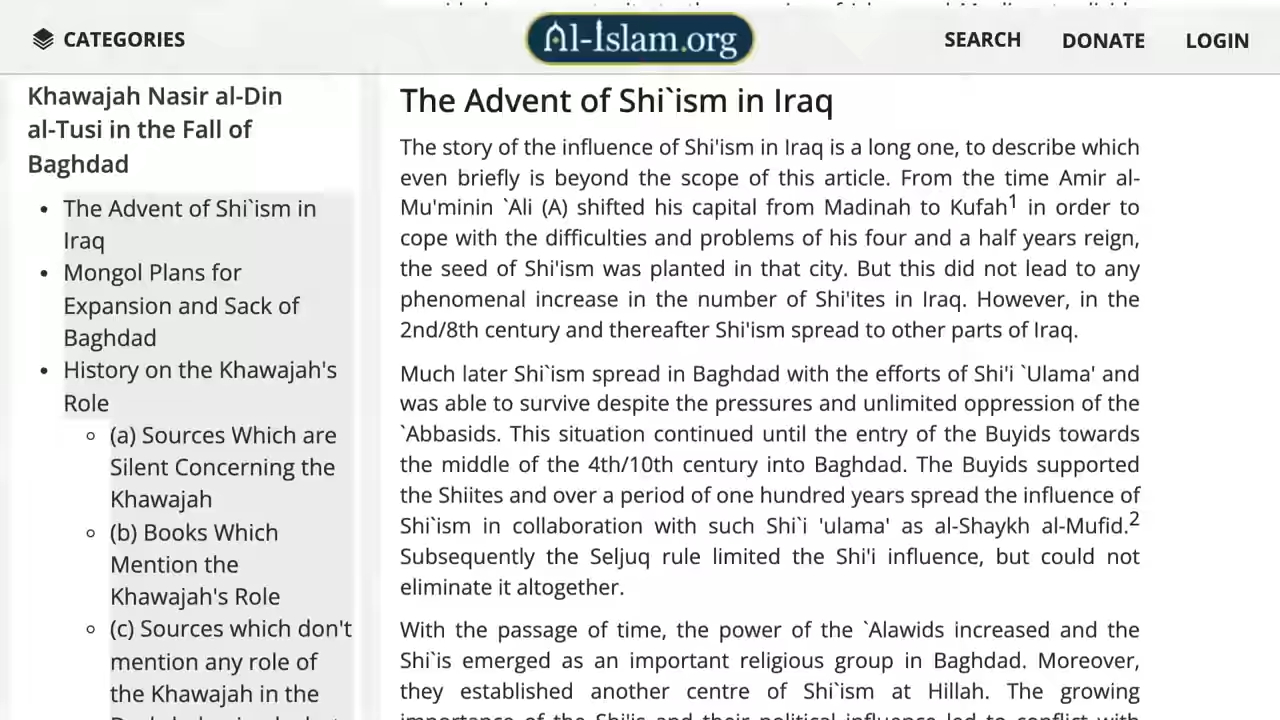 CATEGORIES
Al-Islam.org
SEARCH
DONATE
LOGIN
Khawajah Nasir al-Din
al-Tusi in the Fall of
Baghdad
• The Advent of Shi`ism in
Iraq
• Mongol Plans for
Expansion and Sack of
Baghdad
• History on the Khawajah's
Role
◦ (a) Sources Which are
Silent Concerning the
Khawajah
◦ (b) Books Which
Mention the
Khawajah's Role
◦ (c) Sources which don't
mention any role of
the Khawajah in the
The Advent of Shi`ism in Iraq
The story of the influence of Shi'ism in Iraq is a long one, to describe which
even briefly is beyond the scope of this article. From the time Amir al-
Mu'minin `Ali (A) shifted his capital from Madinah to Kufah1 in order to
cope with the difficulties and problems of his four and a half years reign,
the seed of Shi'ism was planted in that city. But this did not lead to any
phenomenal increase in the number of Shi'ites in Iraq. However, in the
2nd/8th century and thereafter Shi'ism spread to other parts of Iraq.
Much later Shi`ism spread in Baghdad with the efforts of Shi'i `Ulama' and
was able to survive despite the pressures and unlimited oppression of the
`Abbasids. This situation continued until the entry of the Buyids towards
the middle of the 4th/10th century into Baghdad. The Buyids supported
the Shiites and over a period of one hundred years spread the influence of
Shi`ism in collaboration with such Shi`i 'ulama' as al-Shaykh al-Mufid.2
Subsequently the Seljuq rule limited the Shi'i influence, but could not
eliminate it altogether.
With the passage of time, the power of the `Alawids increased and the
Shi`is emerged as an important religious group in Baghdad. Moreover,
they established another centre of Shi`ism at Hillah. The growing
importance of the Shi'is and their political influence led to conflict with